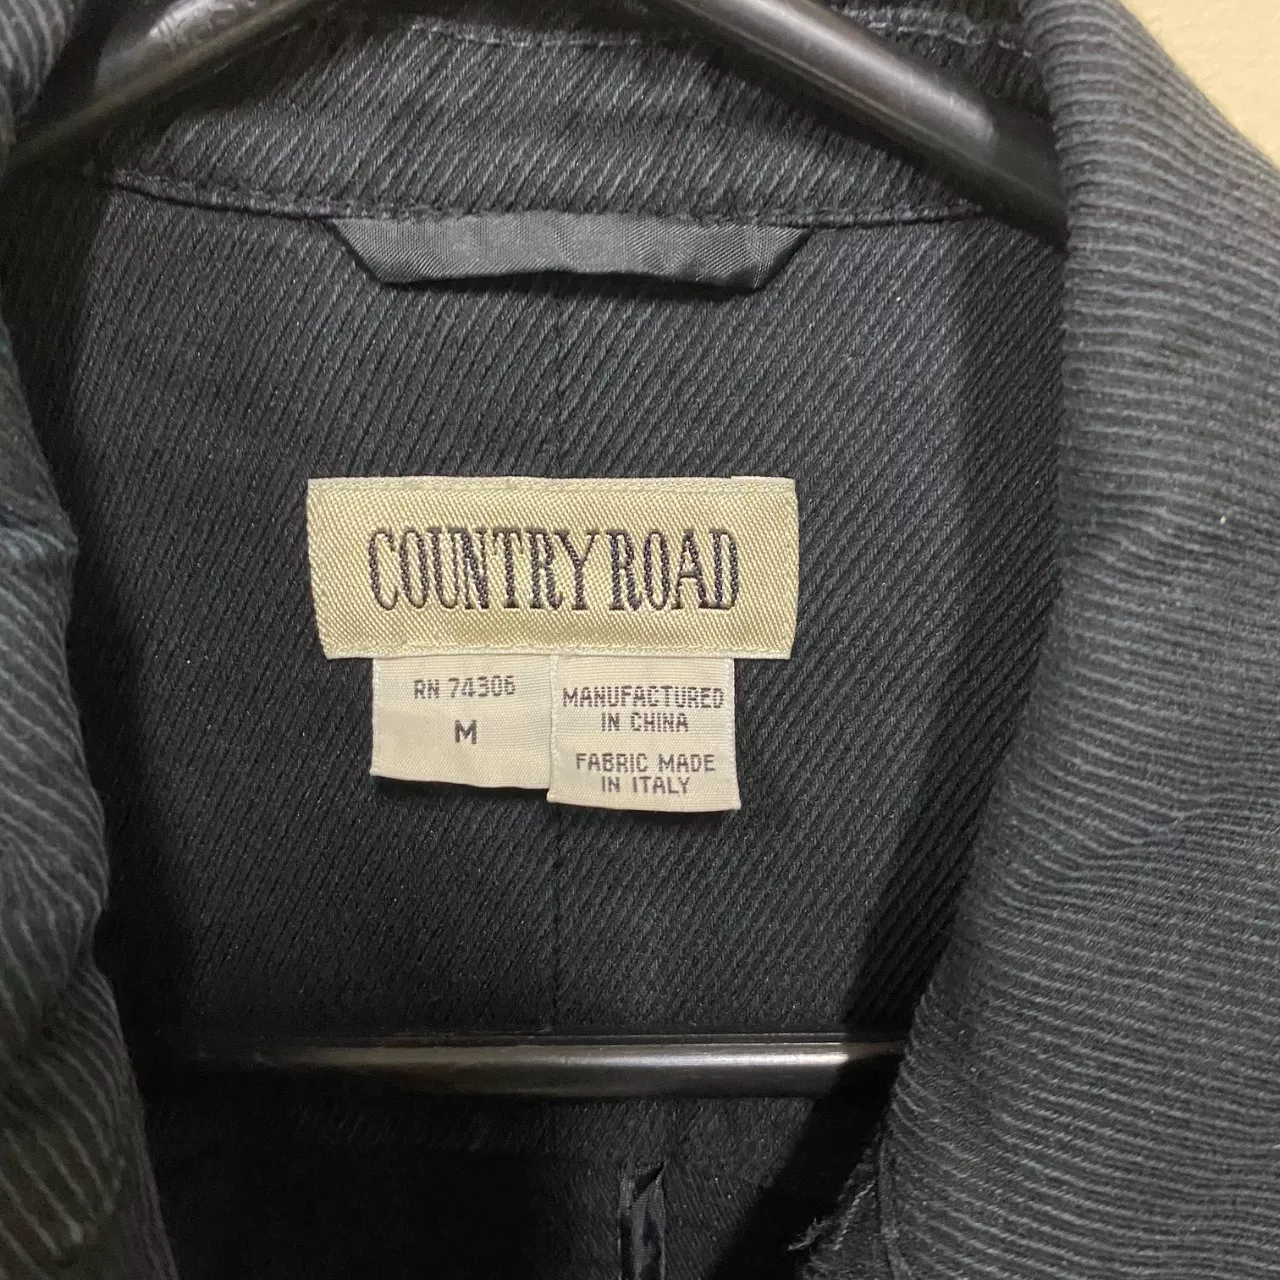 COUNTRY ROAD
RN 74306
M
MANUFACTURED
IN CHINA
FABRIC MADE
IN ITALY